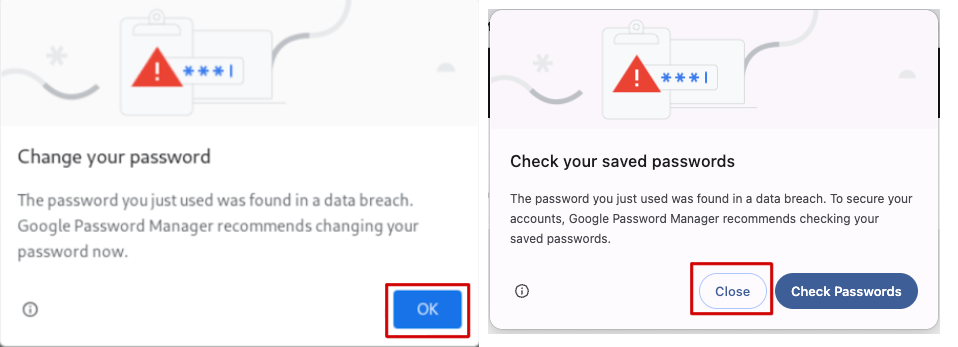 ***|
Change your password
The password you just used was found in a data breach.
Google Password Manager recommends changing your
password now.
OK
***|
Check your saved passwords
The password you just used was found in a data breach. To secure your
accounts, Google Password Manager recommends checking your
saved passwords.
Close
Check Passwords